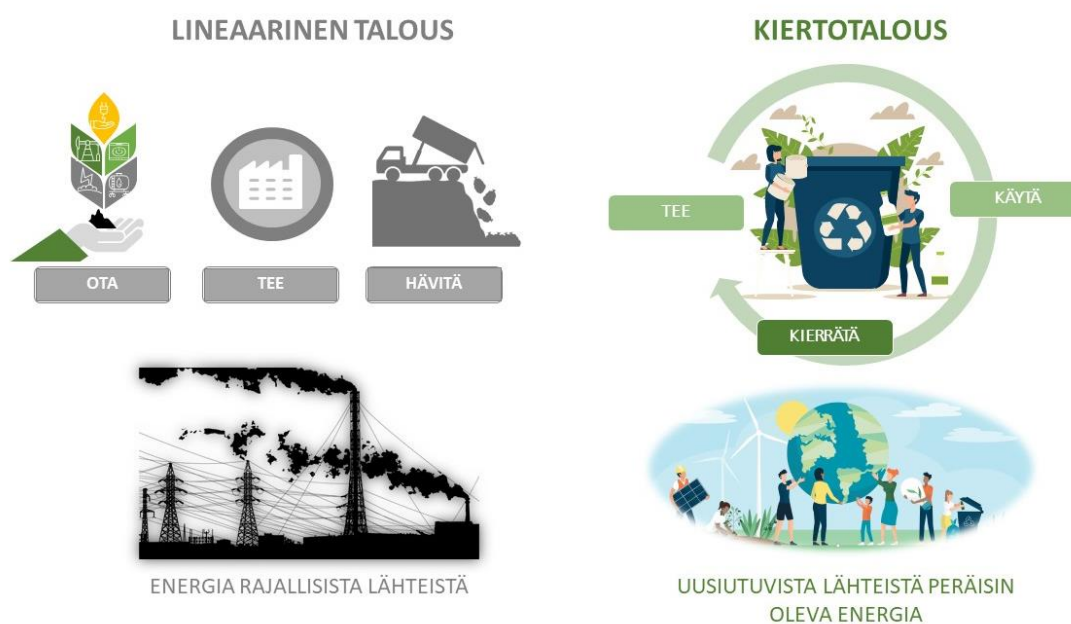 LINEAARINEN TALOUS
OTA
TEE
HÄVITÄ
ENERGIA RAJALLISISTA LÄHTEISTÄ
KIERTOTALOUS
TEE
KÄYTÄ
KIERRÄTÄ
UUSIUTUVISTA LÄHTEISTÄ PERÄISIN
OLEVA ENERGIA